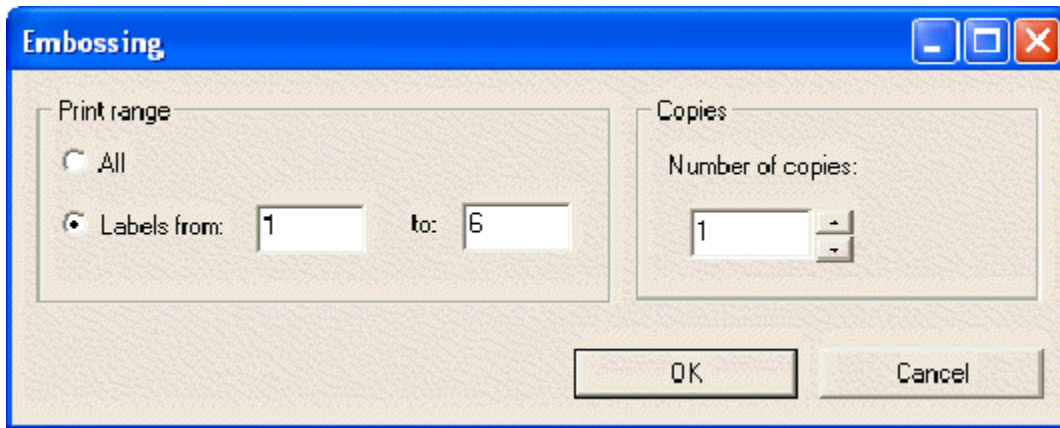 Embossing
Print range
All
Labels from: 1 to: 6
Copies
Number of copies:
1
OK
Cancel